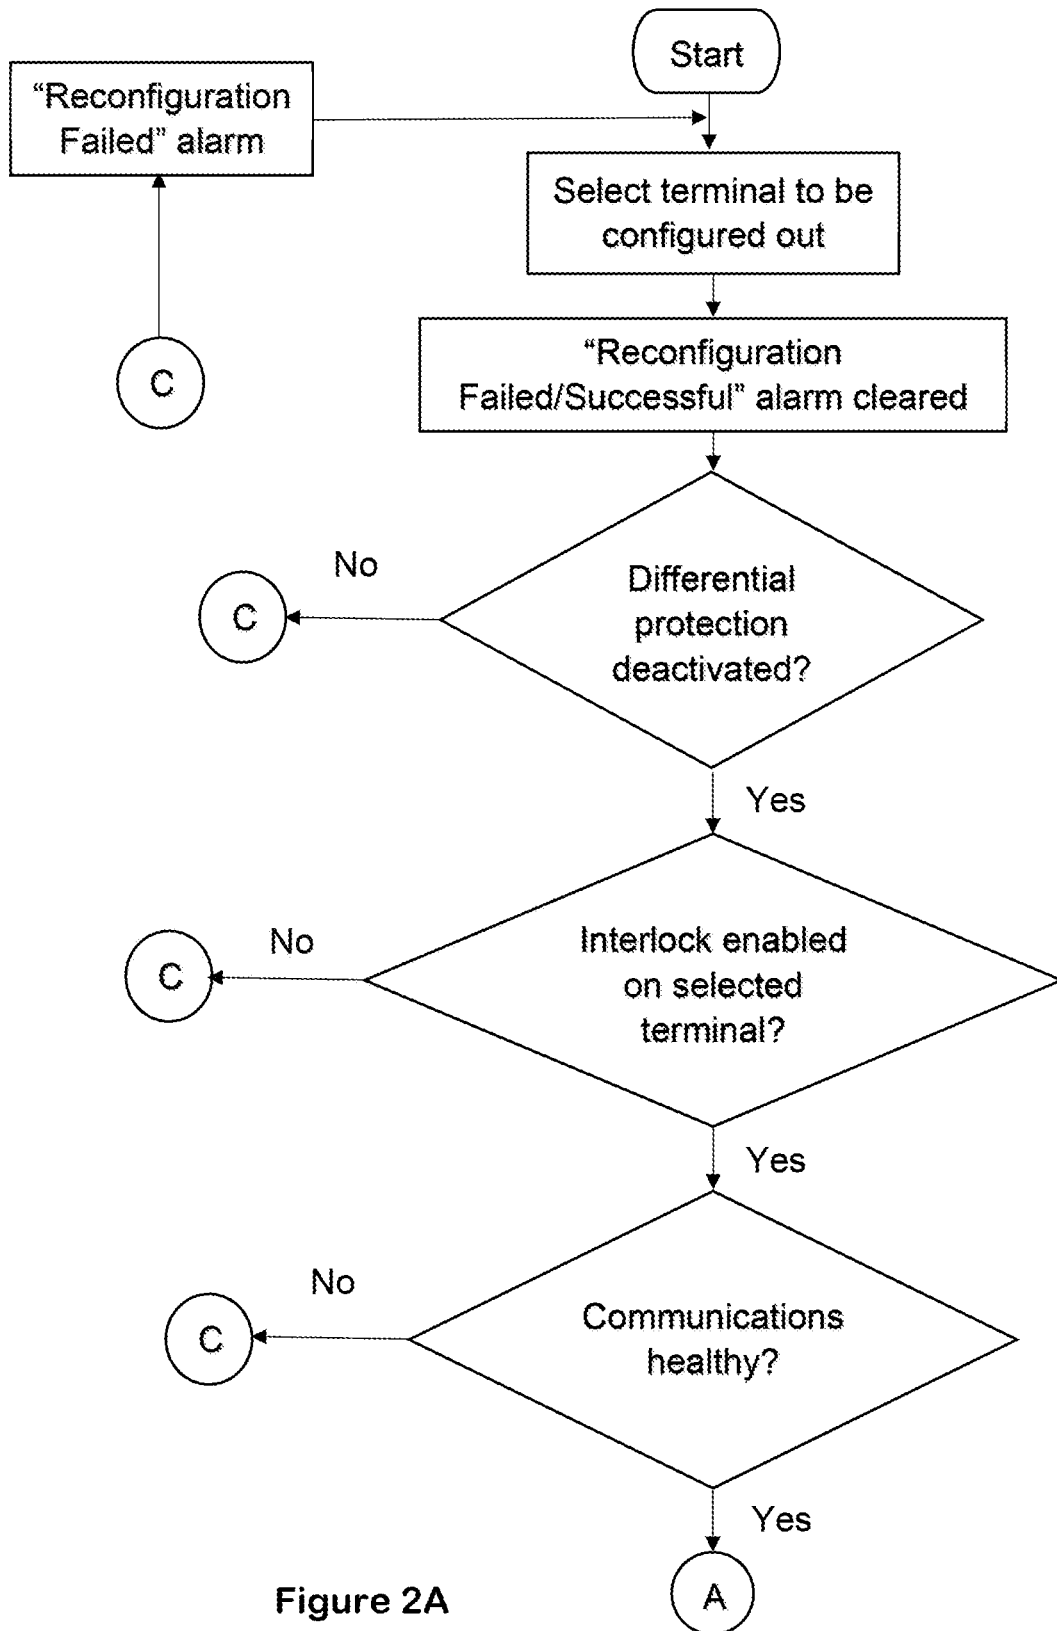 Start
“Reconfiguration
Failed” alarm
Select terminal to be
configured out
C
“Reconfiguration
Failed/Successful” alarm cleared
No
C
Differential
protection
deactivated?
Yes
No
C
Interlock enabled
on selected
terminal?
Yes
No
C
Communications
healthy?
Yes
A
Figure 2A